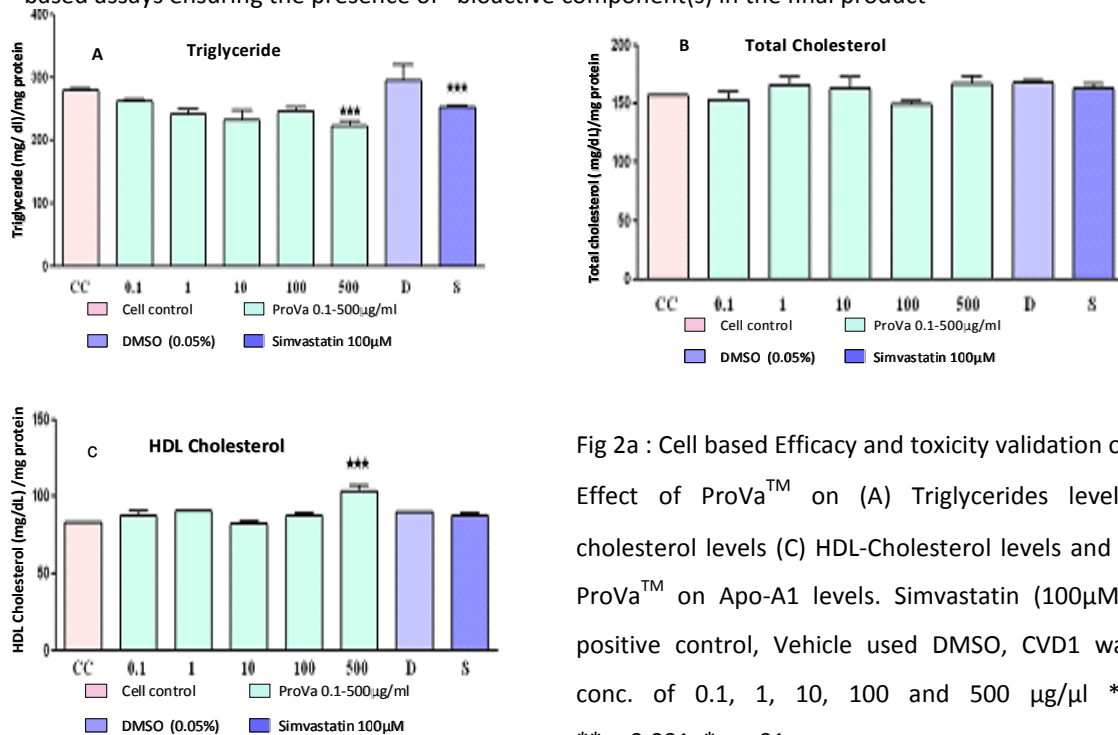 based assays ensuring the presence of bioactive component(s) in the final product
A
Triglyceride
Triglycerde (mg/ dl)/mg protein
400
300
200
100
0
***
***
CC 0.1 1 10 100 500 D S
Cell control ProVa 0.1-500µg/ml
DMSO (0.05%) Simvastatin 100µM
B
Total Cholesterol
Total cholesterol ( mg/dL)/mg protein
200
150
100
50
0
CC 0.1 1 10 100 500 D S
Cell control ProVa 0.1-500µg/ml
DMSO (0.05%) Simvastatin 100µM
C
HDL Cholesterol
HDL Cholesterol (mg/dL) /mg protein
150
100
50
0
***
CC 0.1 1 10 100 500 D S
Cell control ProVa 0.1-500µg/ml
DMSO (0.05%) Simvastatin 100µM
Fig 2a : Cell based Efficacy and toxicity validation o
Effect of ProVa™ on (A) Triglycerides level
cholesterol levels (C) HDL-Cholesterol levels and
ProVa™ on Apo-A1 levels. Simvastatin (100µM
positive control, Vehicle used DMSO, CVD1 wa
conc. of 0.1, 1, 10, 100 and 500 µg/µl *